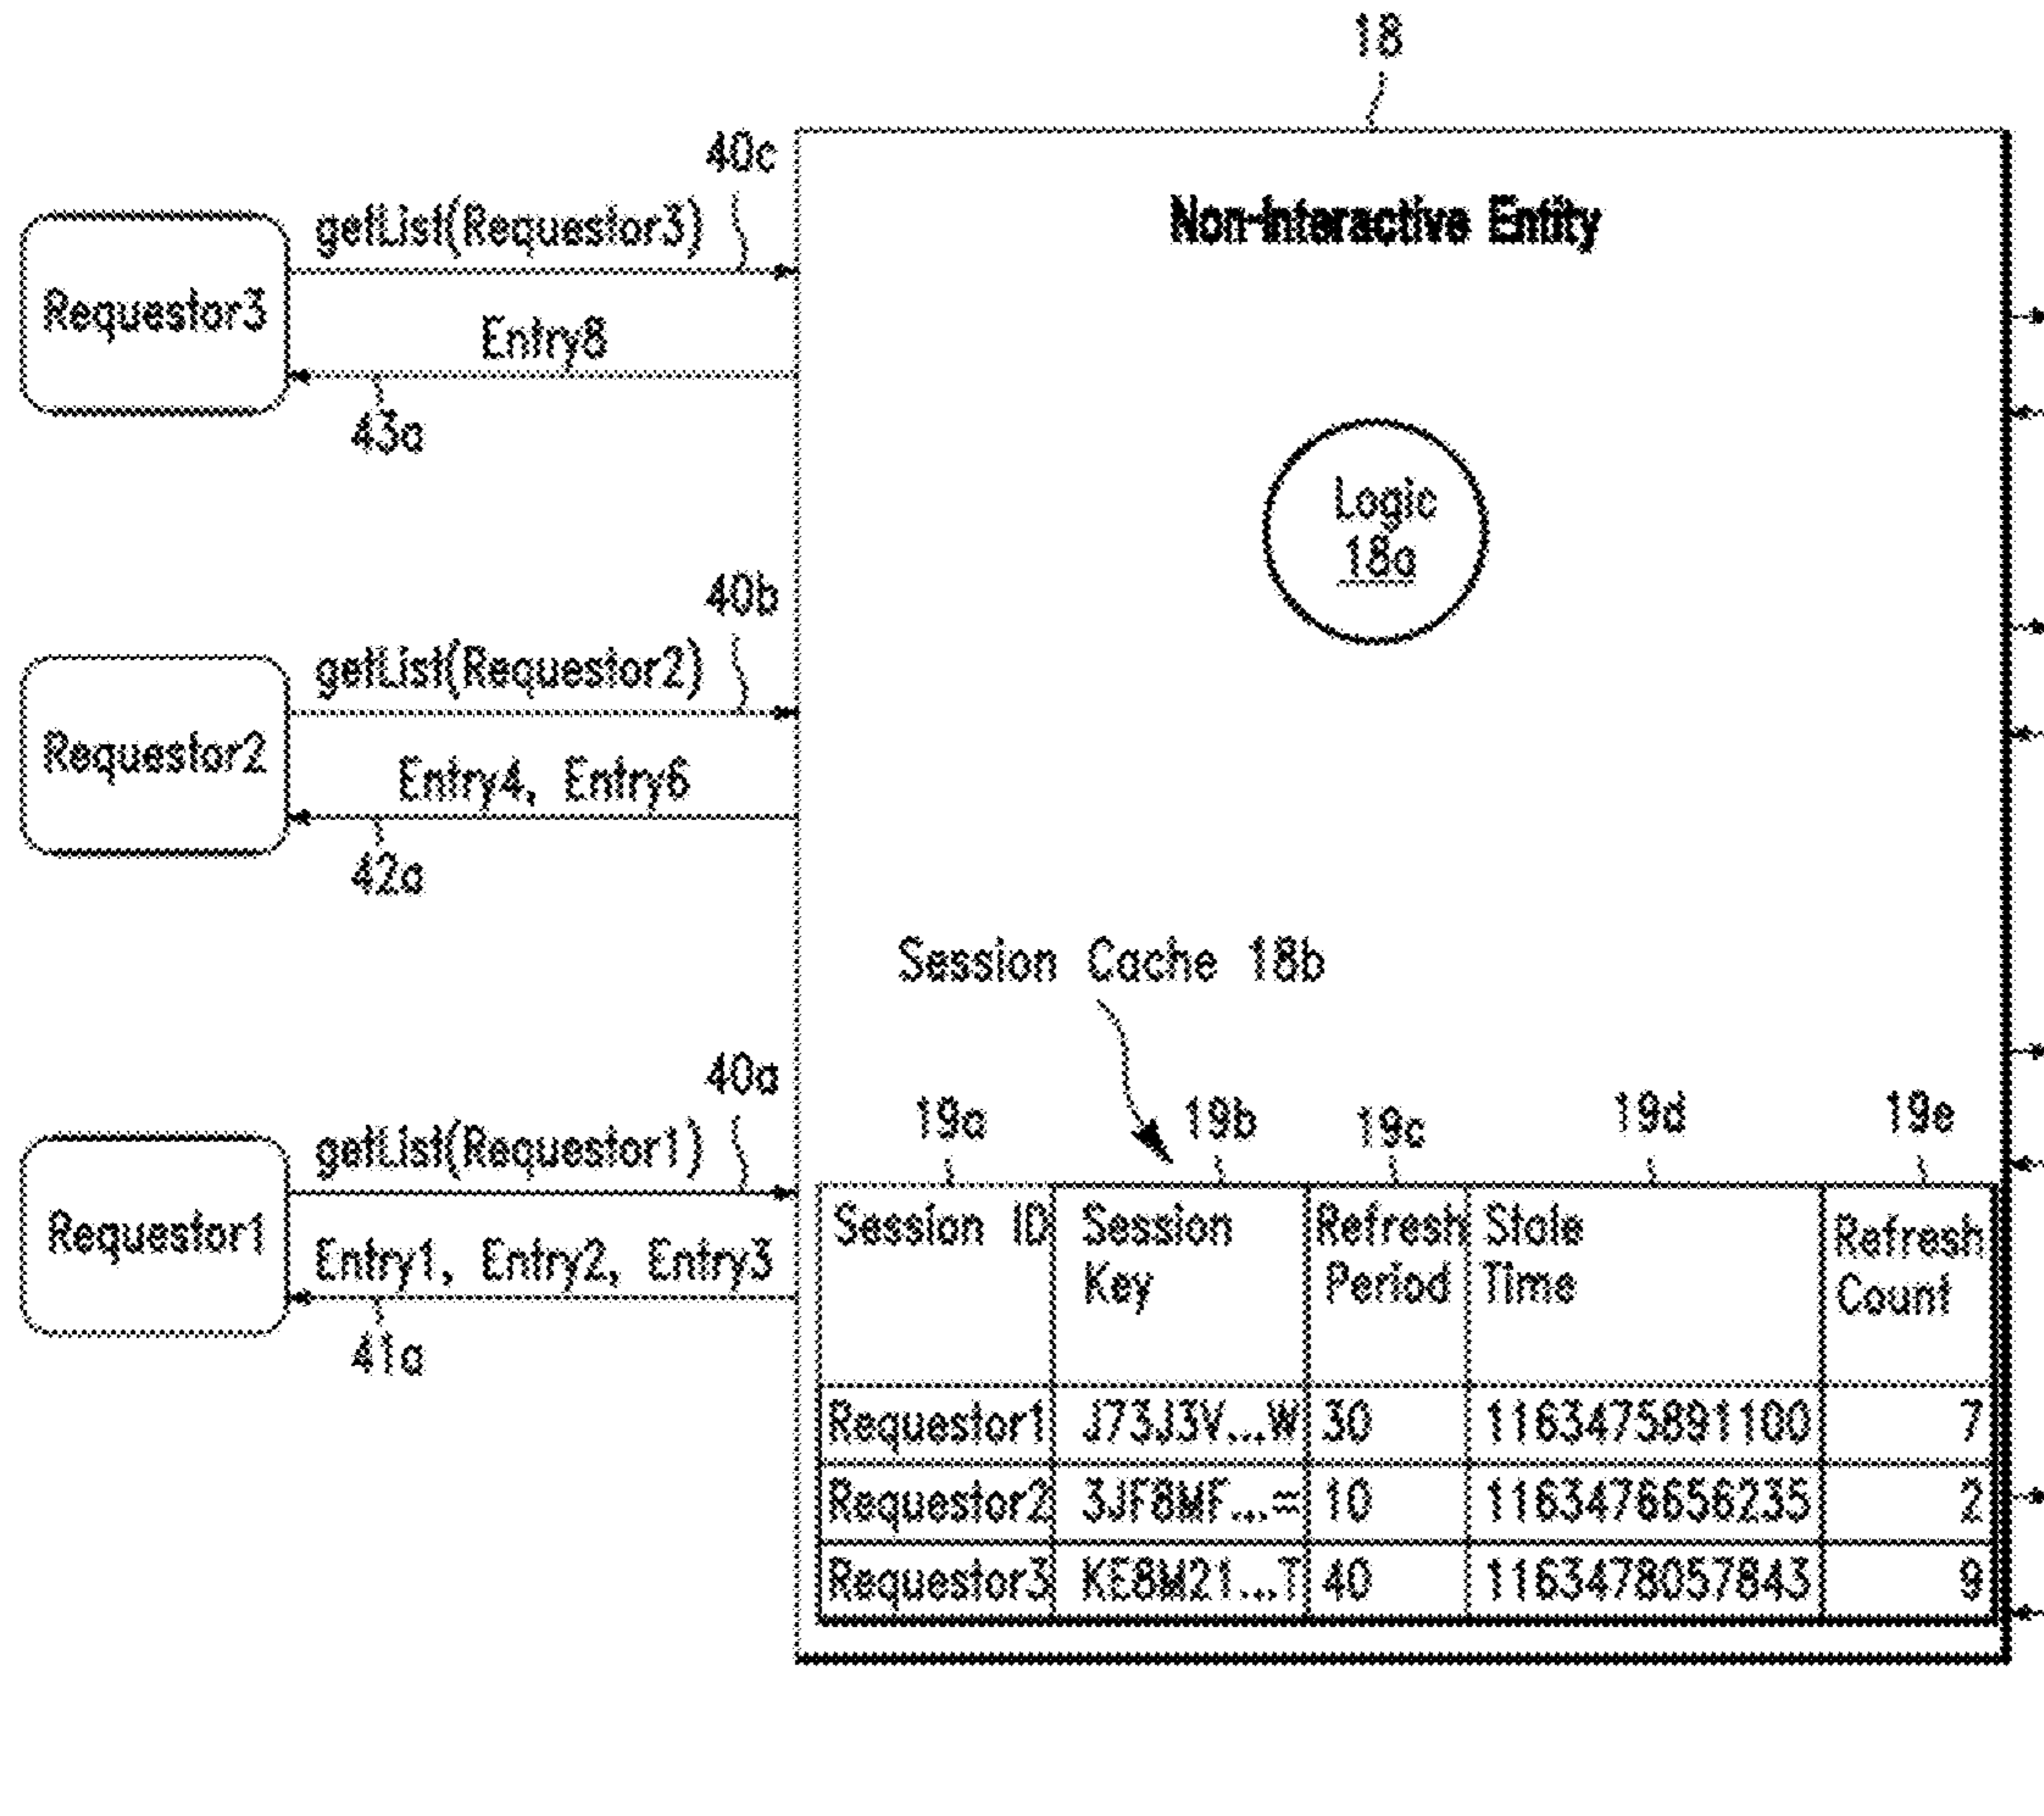 18
40c
Non-Interactive Entity
getList(Requestor3)
Requestor3
Entry8
43a
Logic
18a
40b
getList(Requestor2)
Requestor2
Entry4, Entry6
42a
Session Cache 18b
40a
19a 19b 19c 19d 19e
getList(Requestor1)
Requestor1
Entry1, Entry2, Entry3
41a
Session ID Session Key Refresh Period Stale Time Refresh Count
Requestor1 J73J3V...W 30 1163475891100 7
Requestor2 3JF8MF...= 10 1163476656235 2
Requestor3 KE8M21...T 40 1163478057843 9